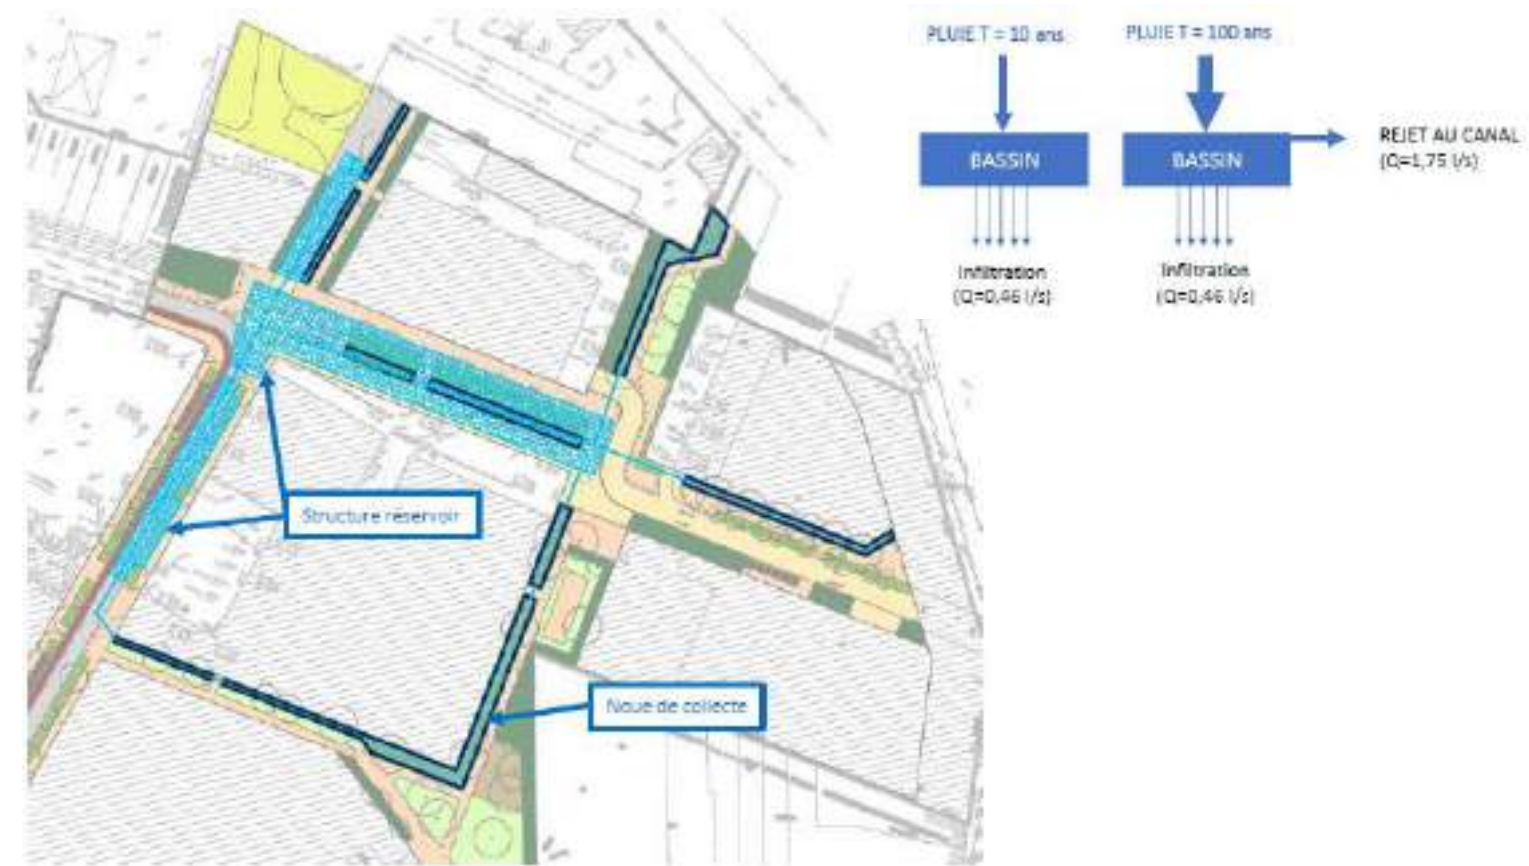 PLUIE T = 10 ans
PLUIE T = 100 ans
BASSIN
BASSIN
REJET AU CANAL
(Q=1,75 l/s)
Infiltration
(Q=0,46 l/s)
Infiltration
(Q=0,46 l/s)
Structure réservoir
Noue de collecte